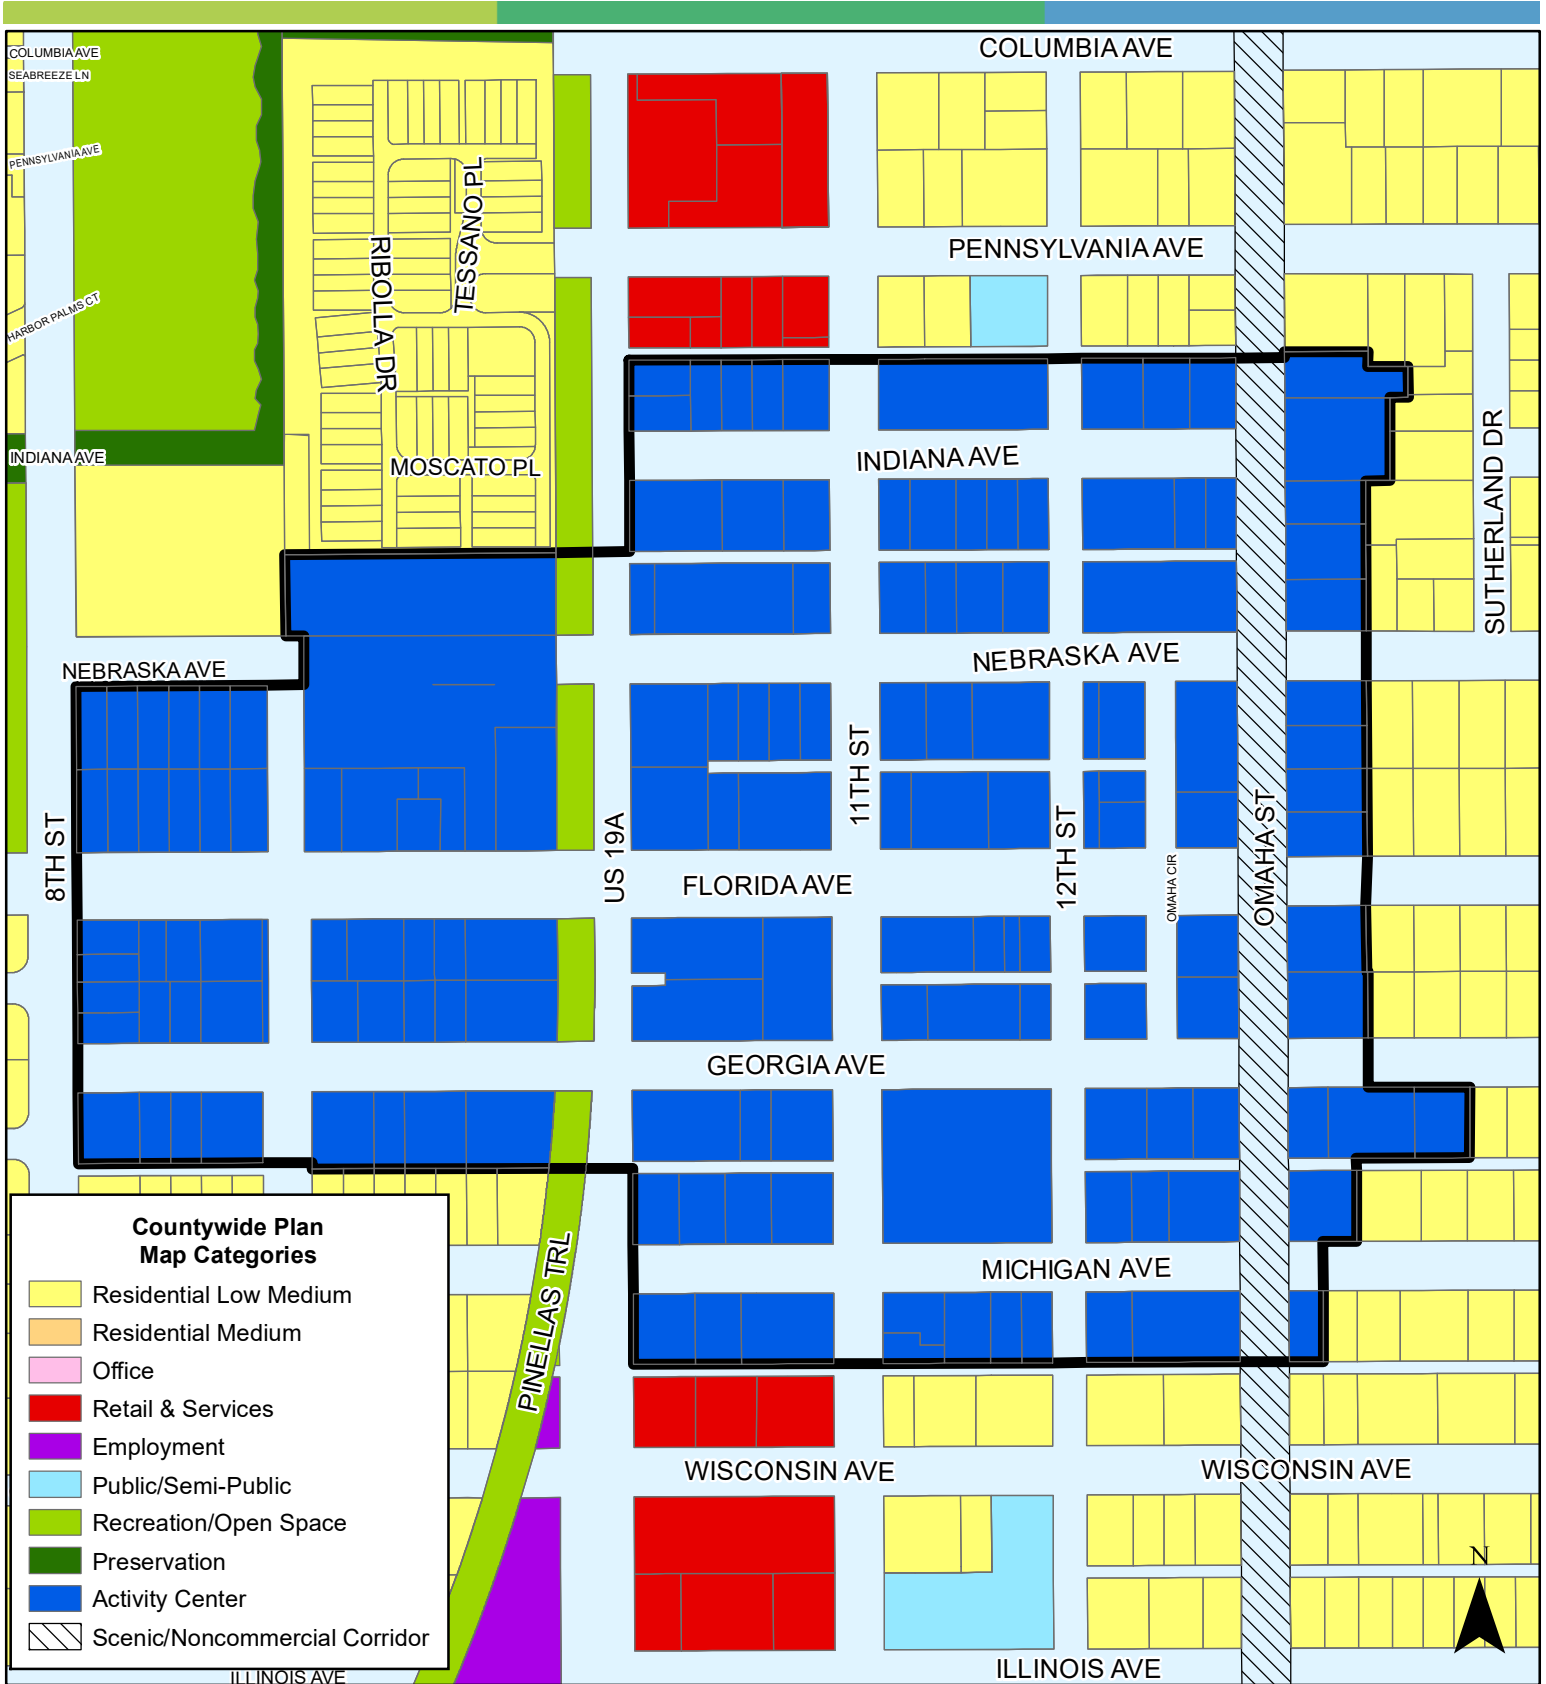 COLUMBIA AVE
COLUMBIA AVE
SEABREEZE LN
PENNSYLVANIA AVE
TESSANO PL
RIBOLLA DR
PENNSYLVANIA AVE
HARBOR PALMS CT
INDIANA AVE
MOSCATO PL
INDIANA AVE
SUTHERLAND DR
NEBRASKA AVE
NEBRASKA AVE
8TH ST
US 19A
11TH ST
12TH ST
OMAHA CIR
OMAHA ST
FLORIDA AVE
GEORGIA AVE
MICHIGAN AVE
PINELLAS TRL
WISCONSIN AVE
WISCONSIN AVE
ILLINOIS AVE
ILLINOIS AVE
Countywide Plan
Map Categories
Residential Low Medium
Residential Medium
Office
Retail & Services
Employment
Public/Semi-Public
Recreation/Open Space
Preservation
Activity Center
Scenic/Noncommercial Corridor
N